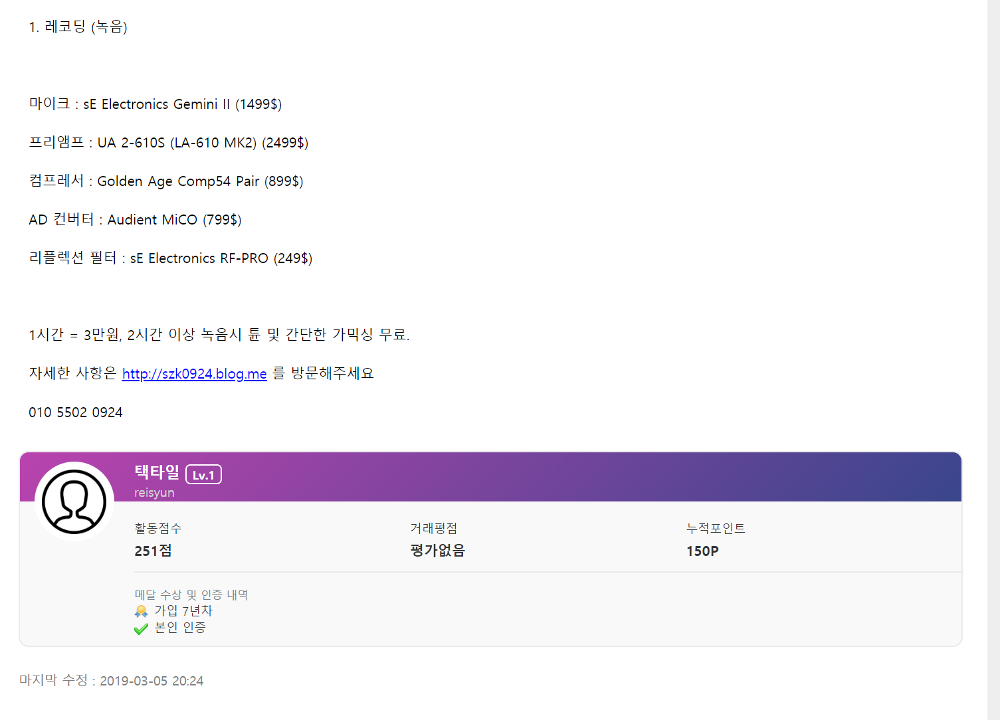 1. 레코딩 (녹음)
마이크 : sE Electronics Gemini II (1499$)
프리앰프 : UA 2-610S (LA-610 MK2) (2499$)
컴프레서 : Golden Age Comp54 Pair (899$)
AD 컨버터 : Audient MiCO (799$)
리플렉션 필터 : sE Electronics RF-PRO (249$)
1시간 = 3만원, 2시간 이상 녹음시 튠 및 간단한 가믹싱 무료.
자세한 사항은 http://szk0924.blog.me 를 방문해주세요
010 5502 0924
택타일 Lv.1
reisyun
활동점수 거래평점 누적포인트
251점 평가없음 150P
메달 수상 및 인증 내역
가입 7년차
본인 인증
마지막 수정 : 2019-03-05 20:24